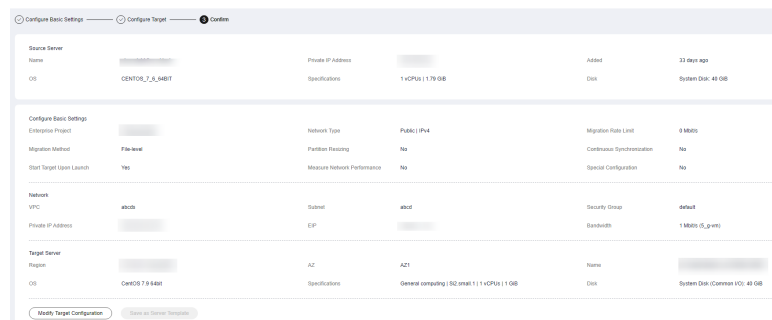 Configure Basic Settings Configure Target 3 Confirm
Source Server
Name Private IP Address Added 33 days ago
OS CENTOS_7_6_64BIT Specifications 1 vCPUs | 1.79 GiB Disk System Disk: 40 GiB
Configure Basic Settings
Enterprise Project Network Type Public | IPv4 Migration Rate Limit 0 Mbit/s
Migration Method File-level Partition Resizing No Continuous Synchronization No
Start Target Upon Launch Yes Measure Network Performance No Special Configuration No
Network
VPC abcds Subnet abcd Security Group default
Private IP Address EIP Bandwidth 1 Mbit/s (5_g-vm)
Target Server
Region AZ AZ1 Name
OS CentOS 7.9 64bit Specifications General computing | SI2.small.1 | 1 vCPUs | 1 GiB Disk System Disk (Common I/O): 40 GiB
Modify Target Configuration Save as Server Template